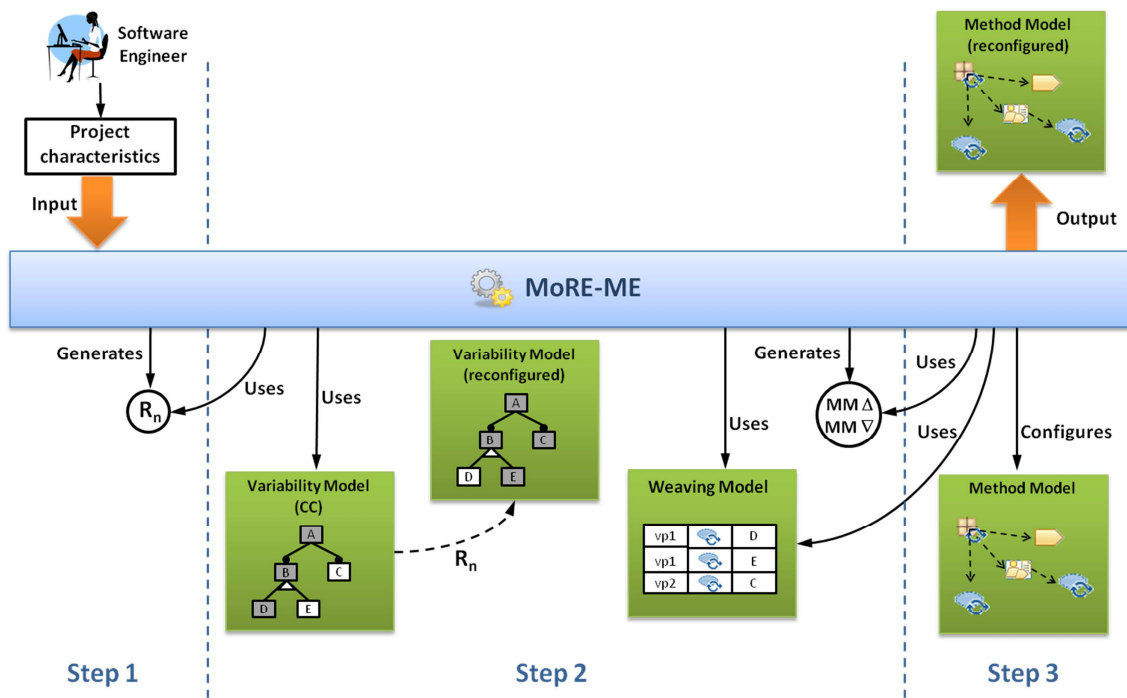 Software
Engineer
Project
characteristics
Input
Method Model
(reconfigured)
Output
MoRE-ME
Generates
Rn
Uses
Uses
Variability Model
(CC)
A
B
C
D
E
Rn
Variability Model
(reconfigured)
A
B
C
D
E
Uses
Weaving Model
vp1 D
vp1 E
vp2 C
Generates
MM Δ
MM ∇
Uses
Uses
Configures
Method Model
Step 1
Step 2
Step 3